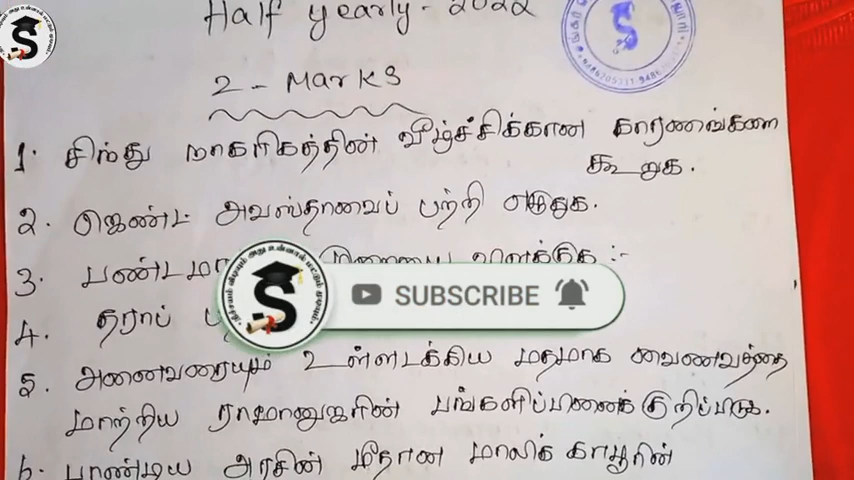 Half yearly - 2022
2 - Marks
1. சிந்து நாகரிகத்தின் வீழ்ச்சிக்கான காரணங்களை
கூறுக.
2. ஜெண்ட் அவஸ்தாவைப் பற்றி எழுதுக.
3. பண்டமா முறையை விளக்குக :-
SUBSCRIBE
4. தராப்
5. அனைவரையும் உள்ளடக்கிய மதமாக வைணவத்தை
மாற்றிய ராமானுஜரின் பங்களிப்பினைக் குறிப்பிடுக.
6. பாண்டிய அரசின் மீதான மாலிக் காபூரின்